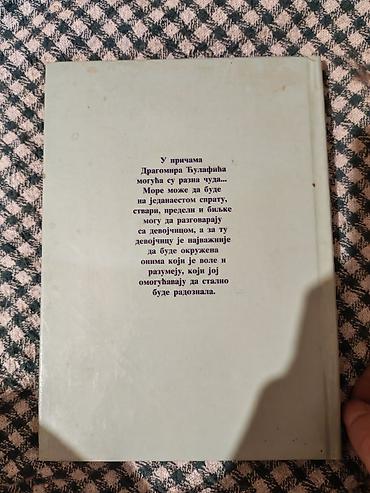 У причама
Драгомира Ћулафића
могућа су разна чуда...
Море може да буде
на једанаестом спрату,
ствари, предели и биљке
могу да разговарају
са девојчицом, а за ту
девојчицу је најважније
да буде окружена
онима који је воле и
разумеју, који јој
омогућавају да стално
буде радознала.